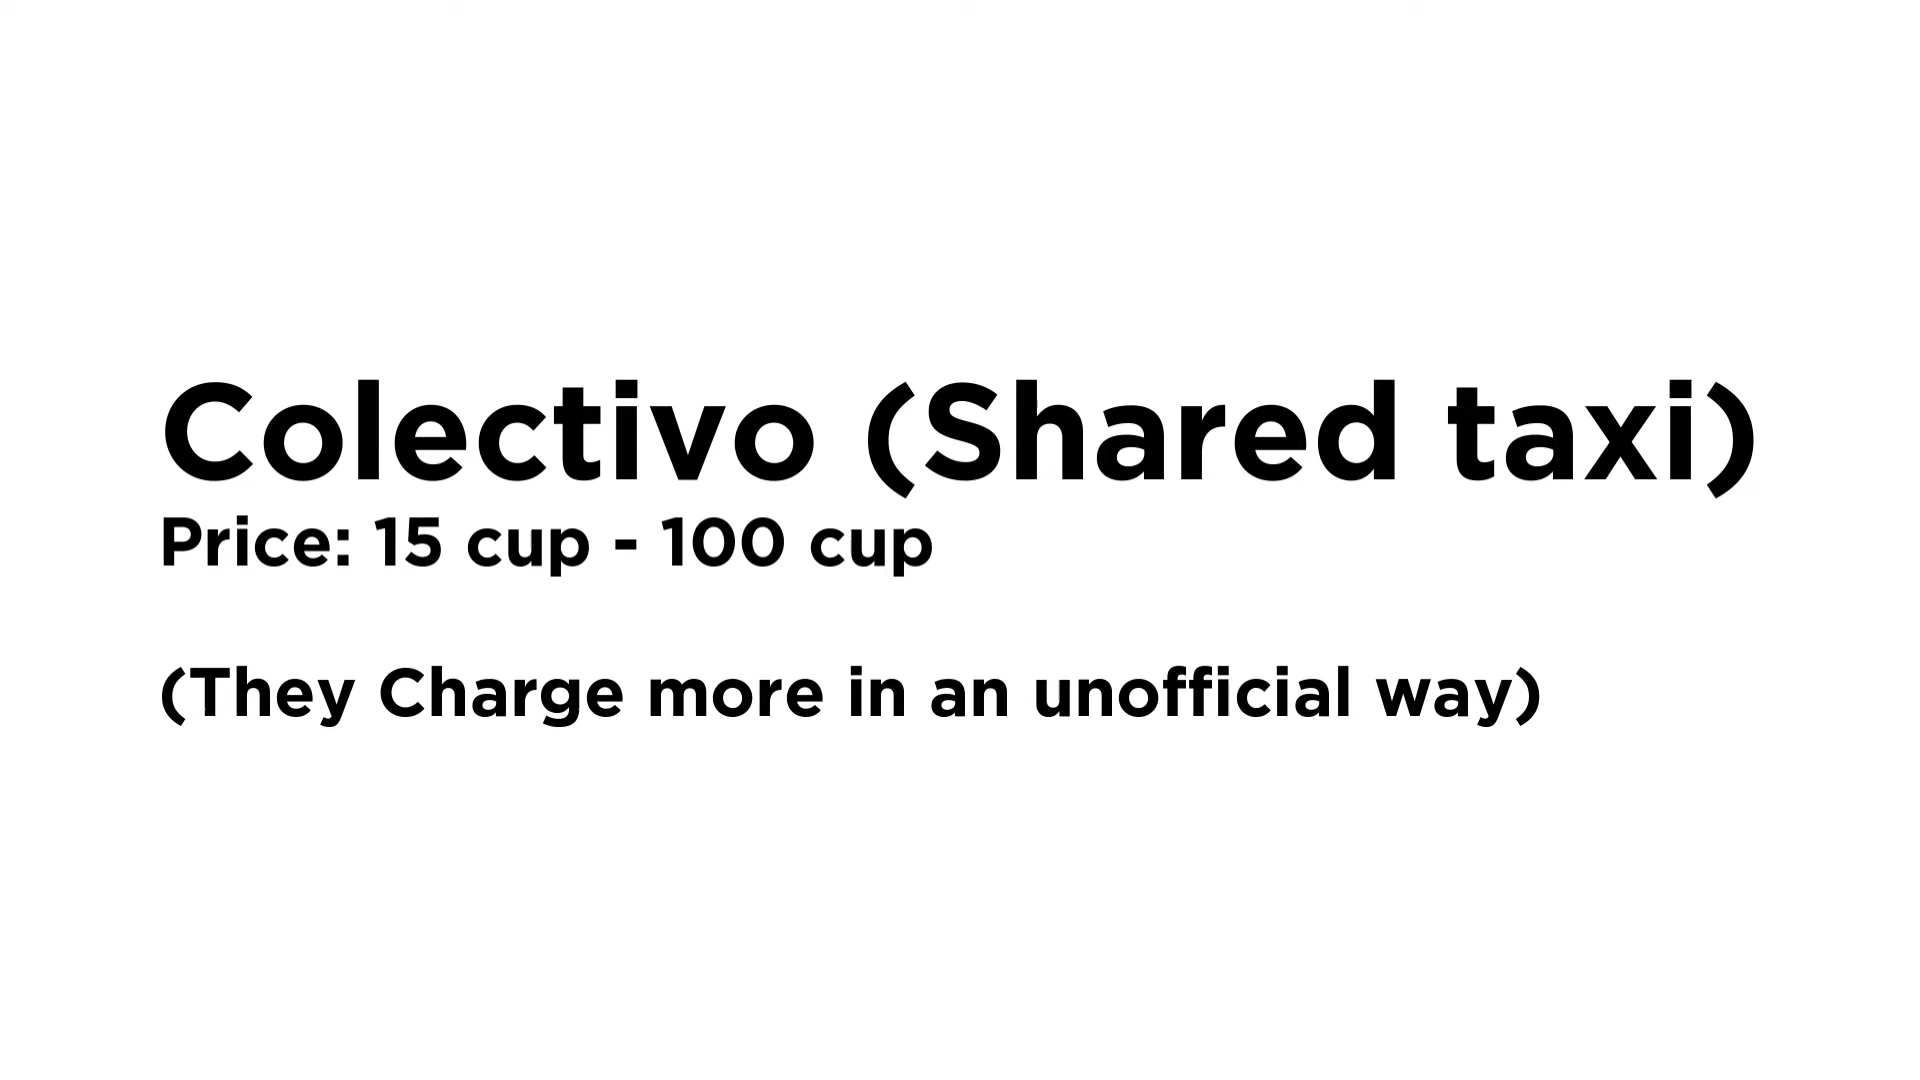 Colectivo (Shared taxi)
Price: 15 cup - 100 cup
(They Charge more in an unofficial way)